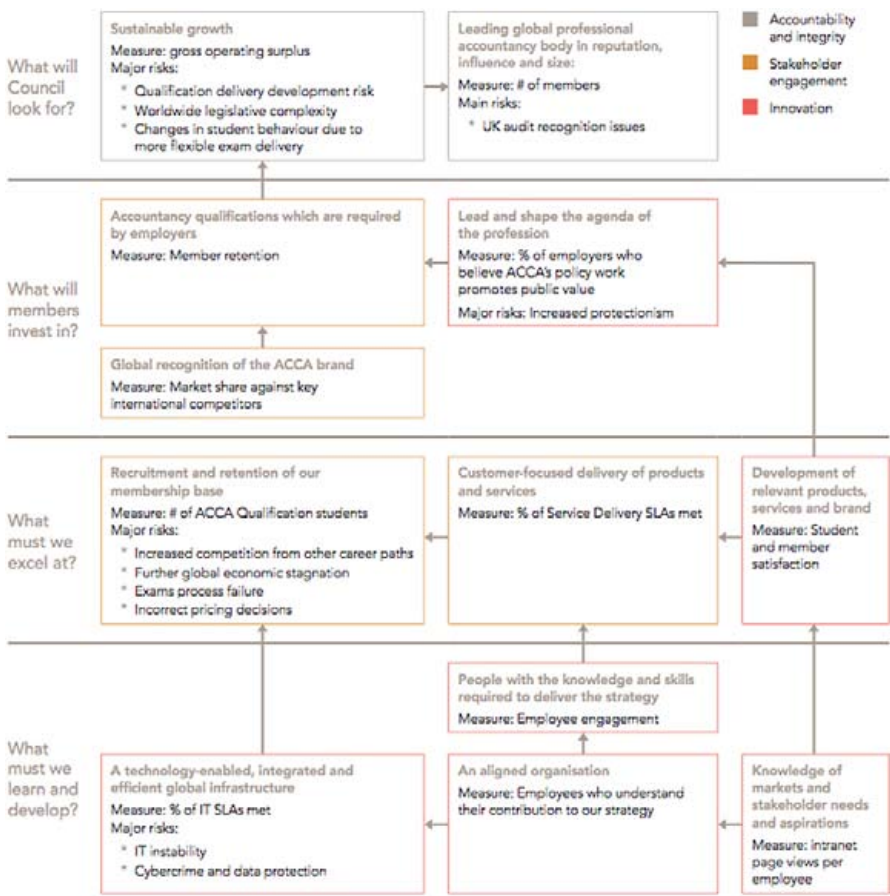 What will
Council
look for?
Sustainable growth
Measure: gross operating surplus
Major risks:
* Qualification delivery development risk
* Worldwide legislative complexity
* Changes in student behaviour due to
more flexible exam delivery
Leading global professional
accountancy body in reputation,
influence and size:
Measure: # of members
Main risks:
* UK audit recognition issues
Accountability
and integrity
Stakeholder
engagement
Innovation
What will
members
invest in?
Accountancy qualifications which are required
by employers
Measure: Member retention
Lead and shape the agenda of
the profession
Measure: % of employers who
believe ACCA's policy work
promotes public value
Major risks: Increased protectionism
Global recognition of the ACCA brand
Measure: Market share against key
international competitors
What
must we
excel at?
Recruitment and retention of our
membership base
Measure: # of ACCA Qualification students
Major risks:
* Increased competition from other career paths
* Further global economic stagnation
* Exams process failure
* Incorrect pricing decisions
Customer-focused delivery of products
and services
Measure: % of Service Delivery SLAs met
Development of
relevant products,
services and brand
Measure: Student
and member
satisfaction
What
must we
learn and
develop?
People with the knowledge and skills
required to deliver the strategy
Measure: Employee engagement
A technology-enabled, integrated and
efficient global infrastructure
Measure: % of IT SLAs met
Major risks:
* IT instability
* Cybercrime and data protection
An aligned organisation
Measure: Employees who understand
their contribution to our strategy
Knowledge of
markets and
stakeholder needs
and aspirations
Measure: intranet
page views per
employee